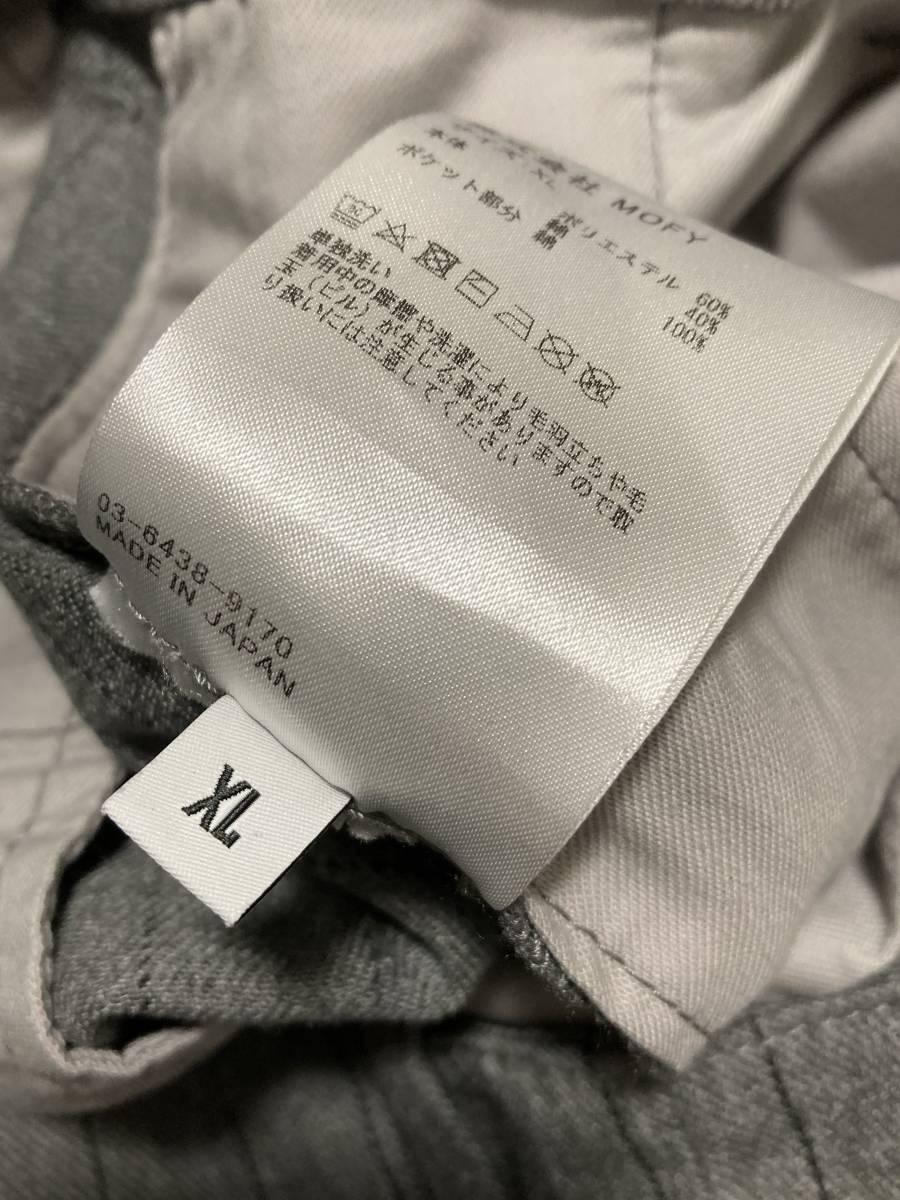 株式会社 MOFY
サイズ XL
本体 ポリエステル 60%
綿 40%
ポケット部分 綿 100%
単独洗い
着用中の摩擦や洗濯により毛羽立ちや毛
玉(ピル)が生じる事がありますので取
り扱いには注意してください
03-6438-9170
MADE IN JAPAN
XL